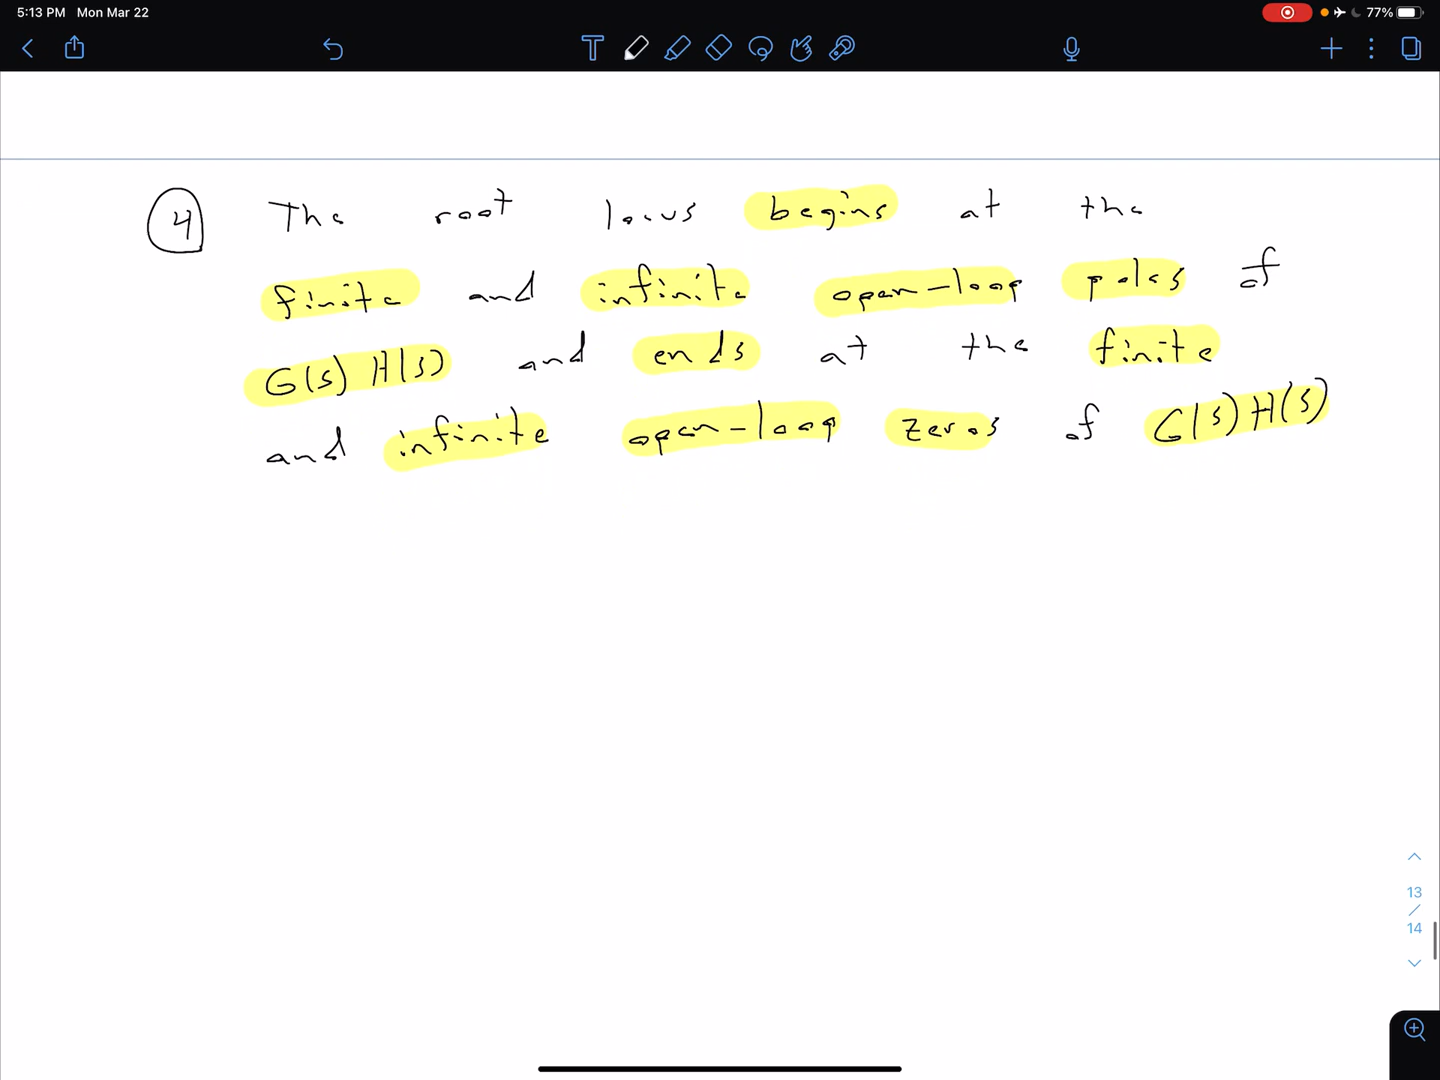 5:13 PM Mon Mar 22
77%
T
4 The root locus begins at the
finite and infinite open-loop poles of
G(s) H(s) and ends at the finite
and infinite open-loop zeros of G(s) H(s)
13
/
14